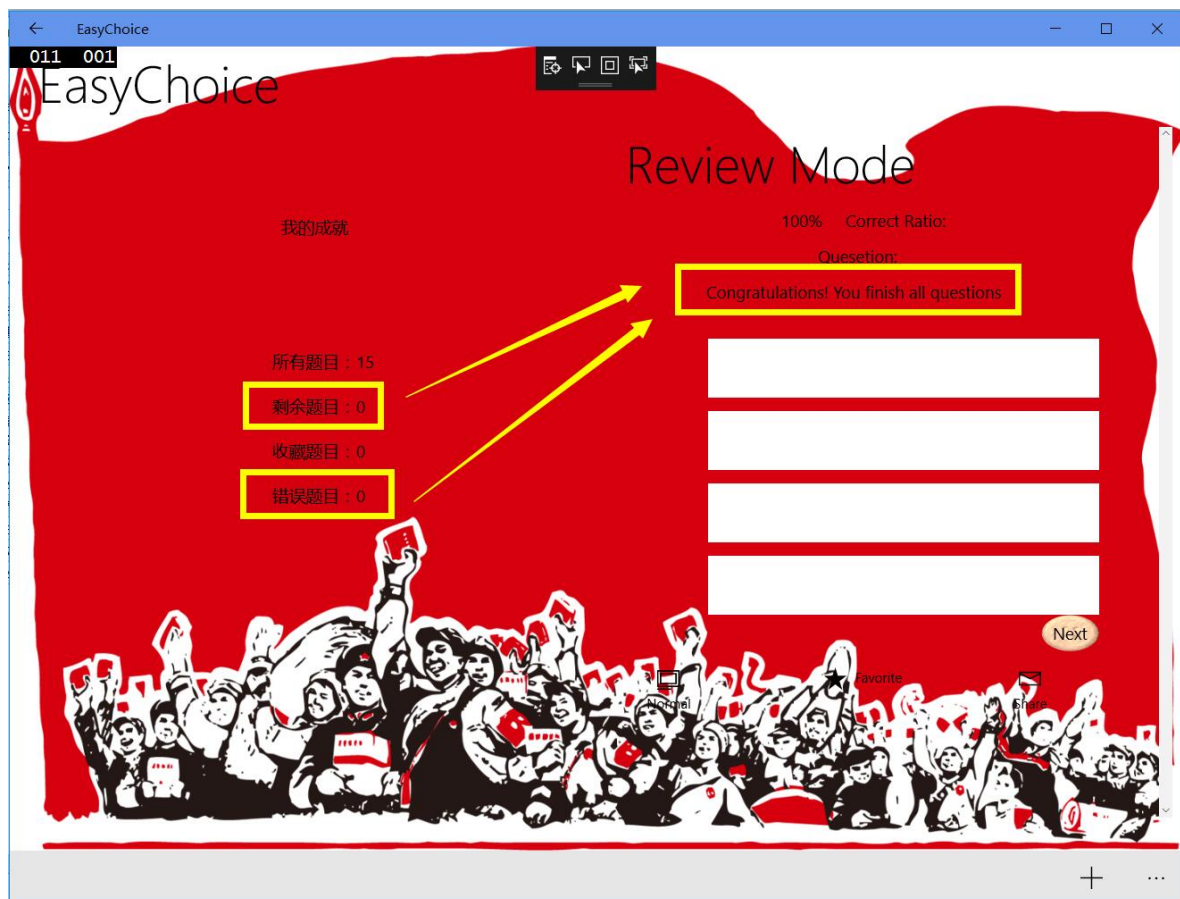 EasyChoice
011 001
EasyChoice
Review Mode
我的成就
100% Correct Ratio:
Quesetion:
Congratulations! You finish all questions
所有题目：15
剩余题目：0
收藏题目：0
错误题目：0
Next
Normal
Favorite
Share